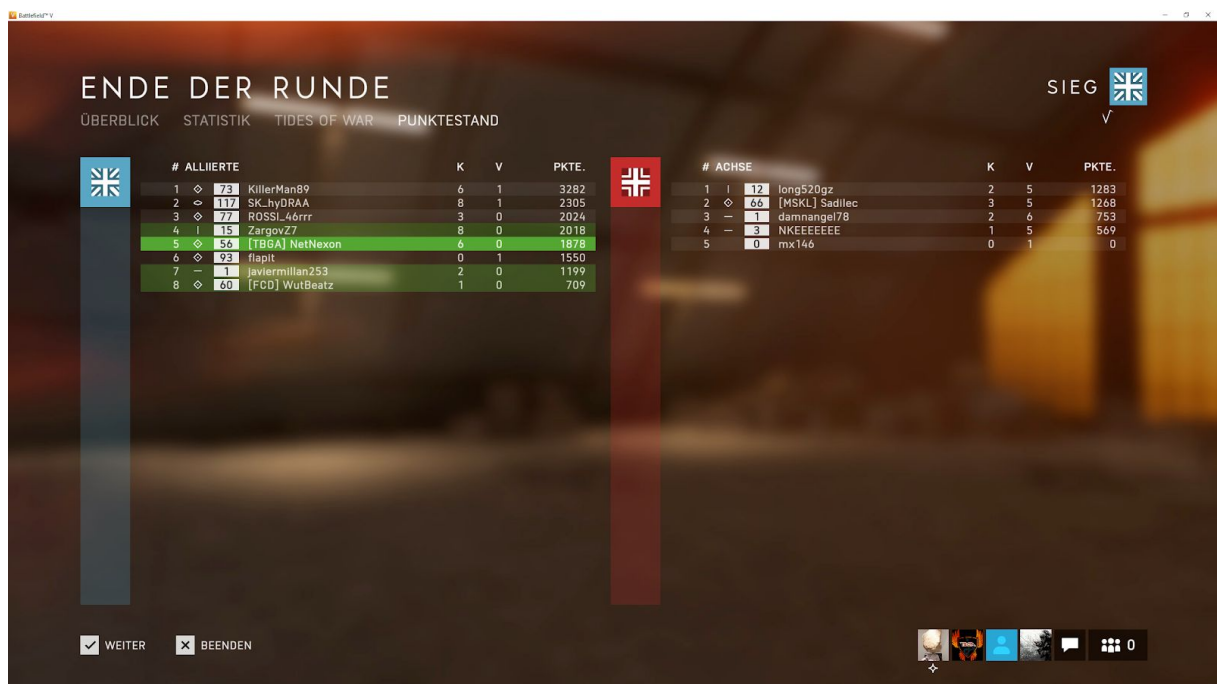 Battlefield™ V
ENDE DER RUNDE
SIEG
ÜBERBLICK STATISTIK TIDES OF WAR PUNKTESTAND
# ALLIIERTE K V PKTE.
1 73 KillerMan89 6 1 3282
2 117 SK_hyDRAA 8 1 2305
3 77 ROSSI_46rrr 3 0 2024
4 15 ZargovZ7 8 0 2018
5 56 [TBGA] NetNexon 6 0 1878
6 93 flapit 0 1 1550
7 1 javiermillan253 2 0 1199
8 60 [FCD] WutBeatz 1 0 709
# ACHSE K V PKTE.
1 12 long520gz 2 5 1283
2 66 [MSKL] Sadilec 3 5 1268
3 1 damnangel78 2 6 753
4 3 NKEEEEEEE 1 5 569
5 0 mx146 0 1 0
WEITER BEENDEN
0